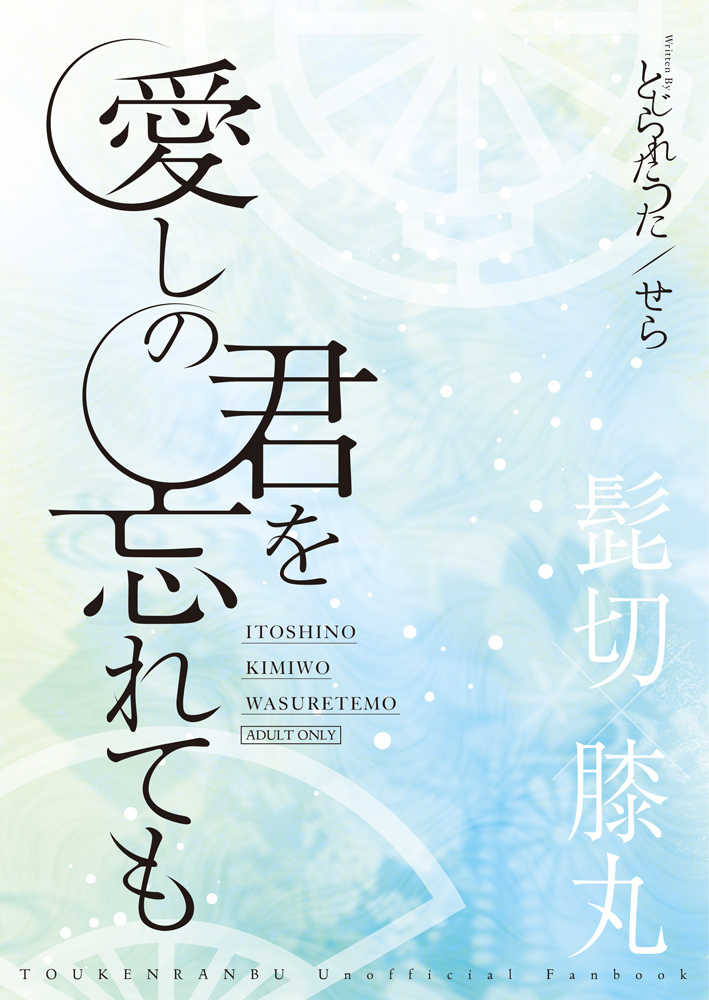 Written By
とじられたつた／せら
愛しの
君を
忘れても
ITOSHINO
KIMIWO
WASURETEMO
ADULT ONLY
髭切×膝丸
TOUKENRANBU Unofficial Fanbook